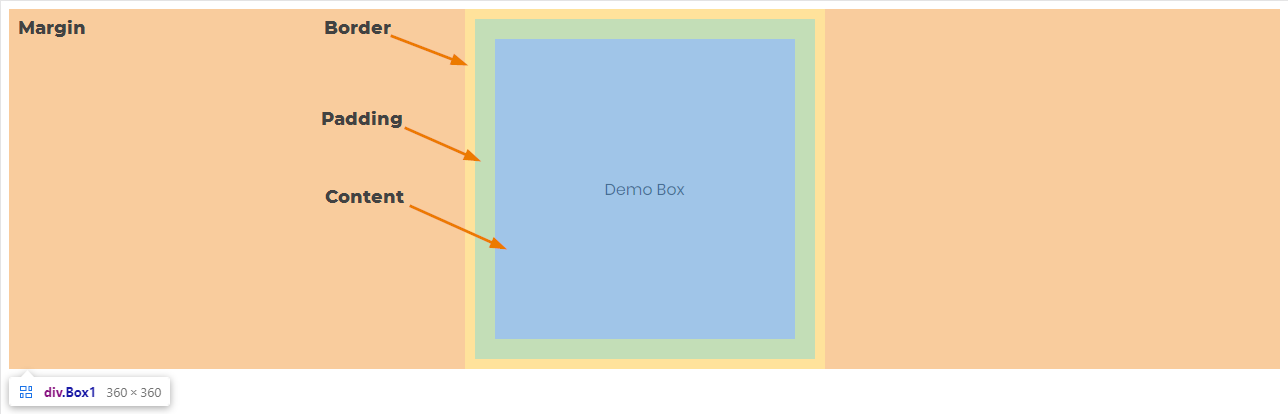 Margin
Border
Padding
Content
Demo Box
div.Box1 360 × 360